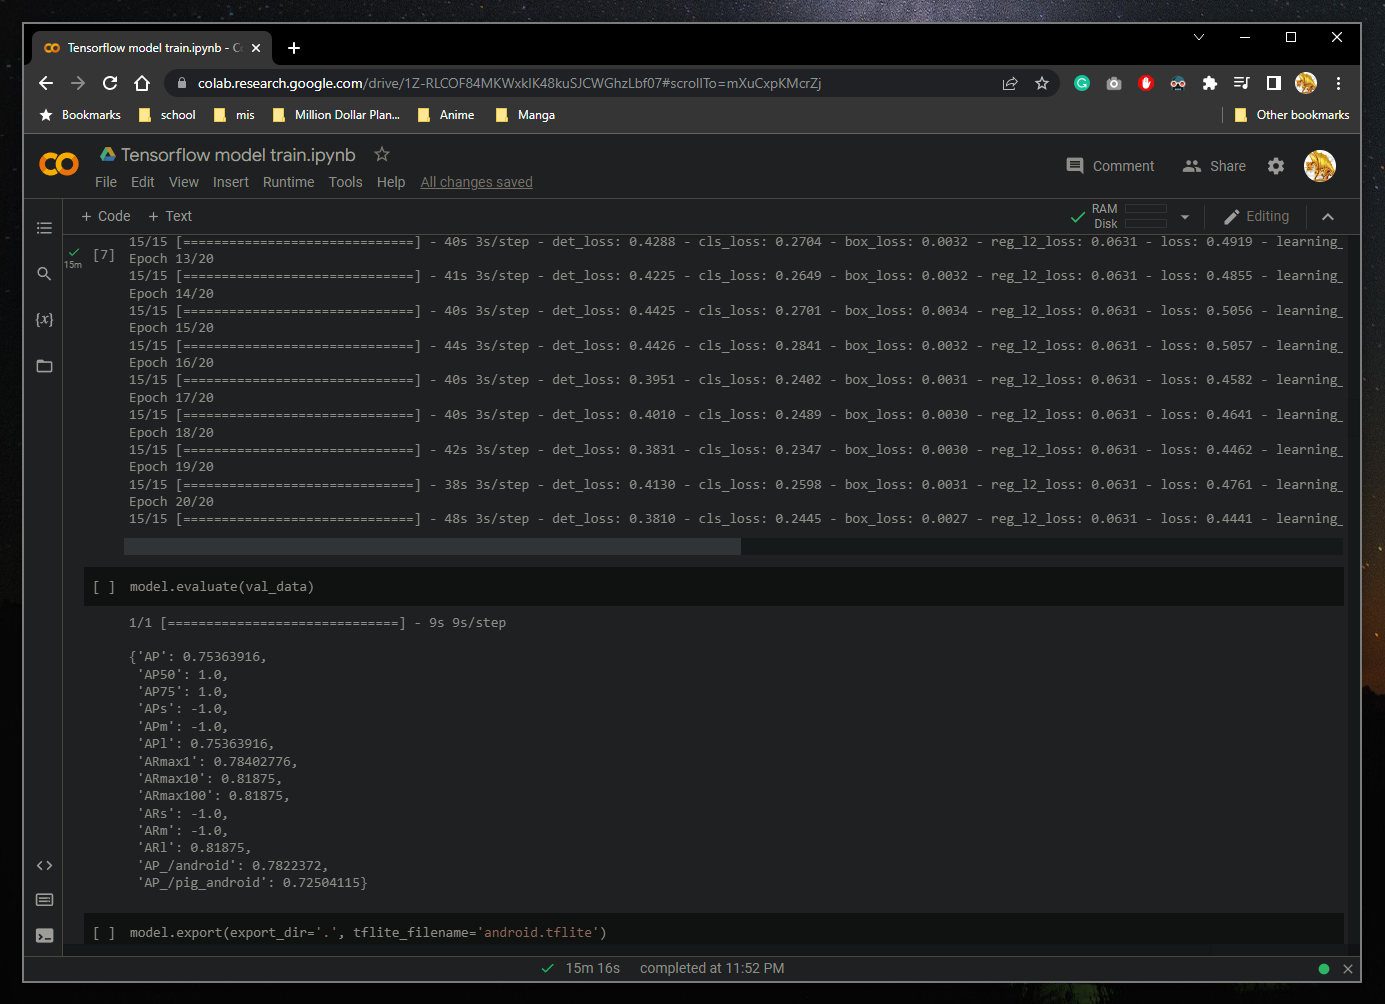 Tensorflow model train.ipynb - C
colab.research.google.com/drive/1Z-RLCOF84MKWxkIK48kuSJCWGhzLbf07#scrollTo=mXuCxpKMcrZj
Bookmarks school mis Million Dollar Plan... Anime Manga Other bookmarks
Tensorflow model train.ipynb
Comment Share
File Edit View Insert Runtime Tools Help All changes saved
+ Code + Text RAM Disk Editing
15m
[7]
15/15 [==============================] - 40s 3s/step - det_loss: 0.4288 - cls_loss: 0.2704 - box_loss: 0.0032 - reg_l2_loss: 0.0631 - loss: 0.4919 - learning_
Epoch 13/20
15/15 [==============================] - 41s 3s/step - det_loss: 0.4225 - cls_loss: 0.2649 - box_loss: 0.0032 - reg_l2_loss: 0.0631 - loss: 0.4855 - learning_
Epoch 14/20
15/15 [==============================] - 40s 3s/step - det_loss: 0.4425 - cls_loss: 0.2701 - box_loss: 0.0034 - reg_l2_loss: 0.0631 - loss: 0.5056 - learning_
Epoch 15/20
15/15 [==============================] - 44s 3s/step - det_loss: 0.4426 - cls_loss: 0.2841 - box_loss: 0.0032 - reg_l2_loss: 0.0631 - loss: 0.5057 - learning_
Epoch 16/20
15/15 [==============================] - 40s 3s/step - det_loss: 0.3951 - cls_loss: 0.2402 - box_loss: 0.0031 - reg_l2_loss: 0.0631 - loss: 0.4582 - learning_
Epoch 17/20
15/15 [==============================] - 40s 3s/step - det_loss: 0.4010 - cls_loss: 0.2489 - box_loss: 0.0030 - reg_l2_loss: 0.0631 - loss: 0.4641 - learning_
Epoch 18/20
15/15 [==============================] - 42s 3s/step - det_loss: 0.3831 - cls_loss: 0.2347 - box_loss: 0.0030 - reg_l2_loss: 0.0631 - loss: 0.4462 - learning_
Epoch 19/20
15/15 [==============================] - 38s 3s/step - det_loss: 0.4130 - cls_loss: 0.2598 - box_loss: 0.0031 - reg_l2_loss: 0.0631 - loss: 0.4761 - learning_
Epoch 20/20
15/15 [==============================] - 48s 3s/step - det_loss: 0.3810 - cls_loss: 0.2445 - box_loss: 0.0027 - reg_l2_loss: 0.0631 - loss: 0.4441 - learning_
[ ] model.evaluate(val_data)
1/1 [==============================] - 9s 9s/step
{'AP': 0.75363916,
'AP50': 1.0,
'AP75': 1.0,
'APs': -1.0,
'APm': -1.0,
'APl': 0.75363916,
'ARmax1': 0.78402776,
'ARmax10': 0.81875,
'ARmax100': 0.81875,
'ARs': -1.0,
'ARm': -1.0,
'ARl': 0.81875,
'AP_/android': 0.7822372,
'AP_/pig_android': 0.72504115}
[ ] model.export(export_dir='.', tflite_filename='android.tflite')
15m 16s completed at 11:52 PM